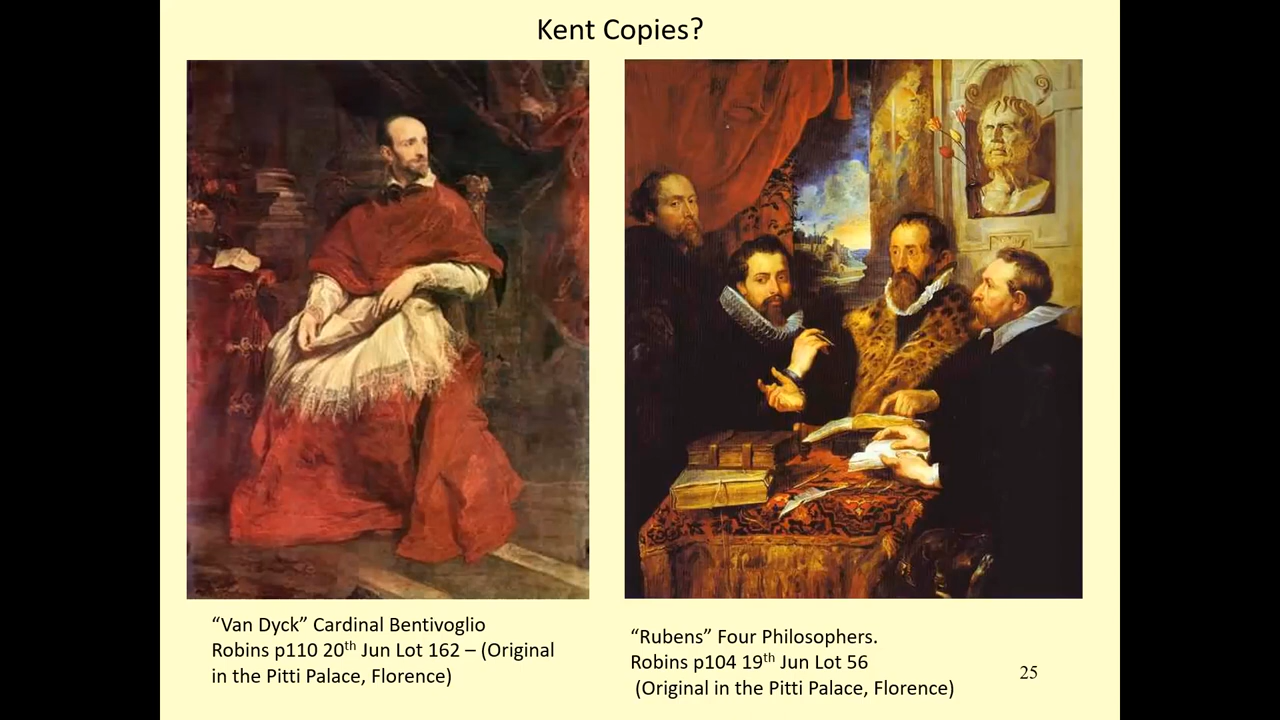 Kent Copies?
“Van Dyck” Cardinal Bentivoglio
Robins p110 20th Jun Lot 162 – (Original
in the Pitti Palace, Florence)
“Rubens” Four Philosophers.
Robins p104 19th Jun Lot 56
(Original in the Pitti Palace, Florence)
25